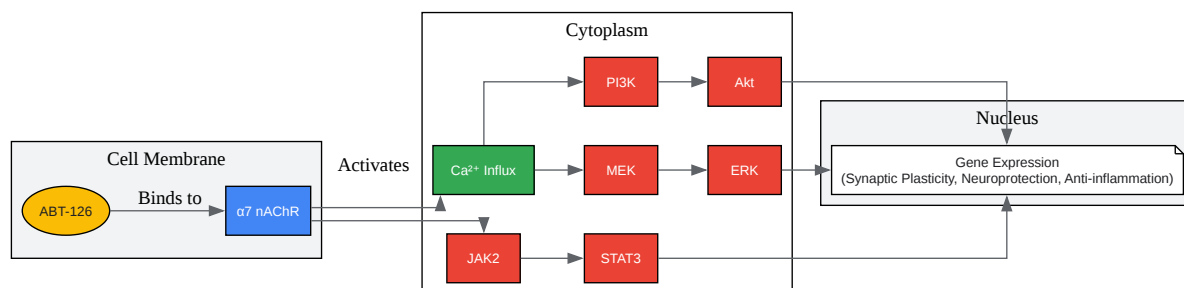 Cytoplasm
PI3K
Akt
Nucleus
Cell Membrane
Activates
Ca²⁺ Influx
MEK
ERK
Gene Expression
(Synaptic Plasticity, Neuroprotection, Anti-inflammation)
ABT-126
Binds to
α7 nAChR
JAK2
STAT3